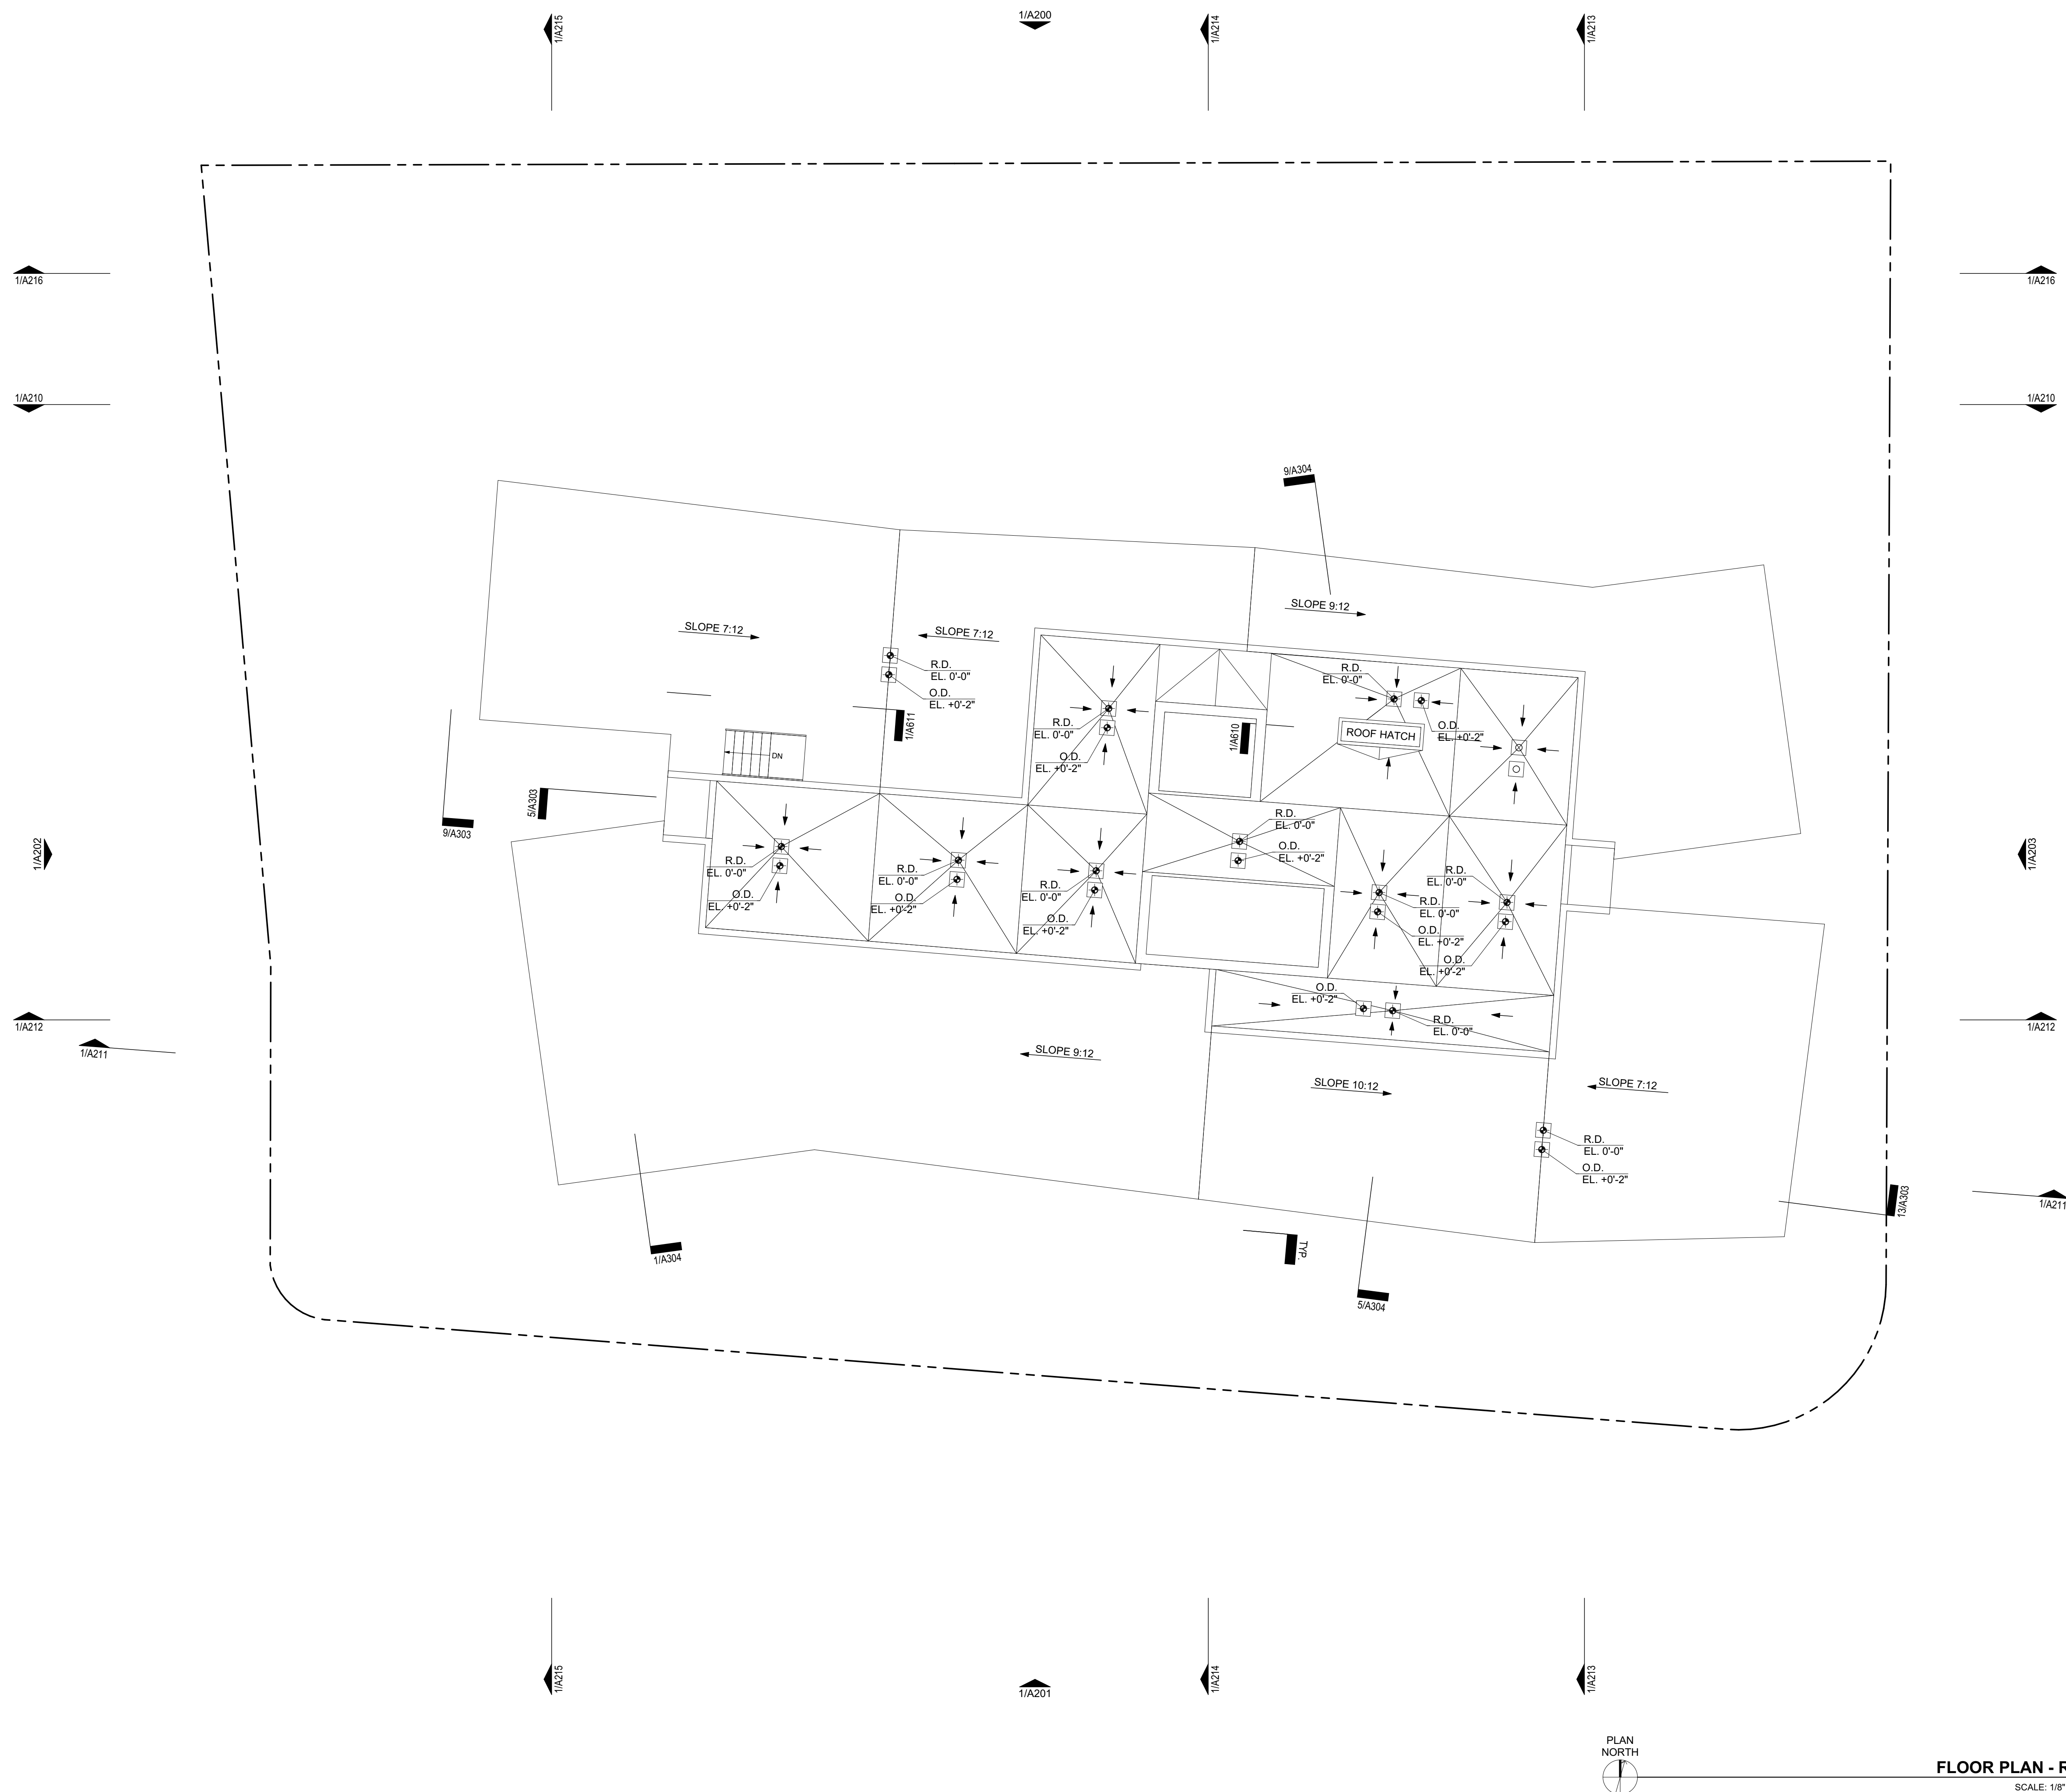 1/A215
1/A200
1/A214
1/A213
1/A216
1/A216
1/A210
1/A210
9/A304
SLOPE 9:12
SLOPE 7:12
SLOPE 7:12
R.D.
EL. 0'-0"
O.D.
EL. +0'-2"
1/A611
R.D.
EL. 0'-0"
O.D.
EL. +0'-2"
R.D.
EL. 0'-0"
O.D.
EL. +0'-2"
ROOF HATCH
1/A610
DN
5/A303
9/A303
1/A202
1/A203
R.D.
EL. 0'-0"
O.D.
EL. +0'-2"
R.D.
EL. 0'-0"
O.D.
EL. +0'-2"
R.D.
EL. 0'-0"
O.D.
EL. +0'-2"
R.D.
EL. 0'-0"
O.D.
EL. +0'-2"
R.D.
EL. 0'-0"
O.D.
EL. +0'-2"
R.D.
EL. 0'-0"
O.D.
EL. +0'-2"
O.D.
EL. +0'-2"
R.D.
EL. 0'-0"
1/A212
1/A211
1/A212
SLOPE 9:12
SLOPE 10:12
SLOPE 7:12
R.D.
EL. 0'-0"
O.D.
EL. +0'-2"
13/A303
1/A211
1/A304
TYP.
5/A304
1/A215
1/A201
1/A214
1/A213
PLAN
NORTH
FLOOR PLAN - R
SCALE: 1/8"